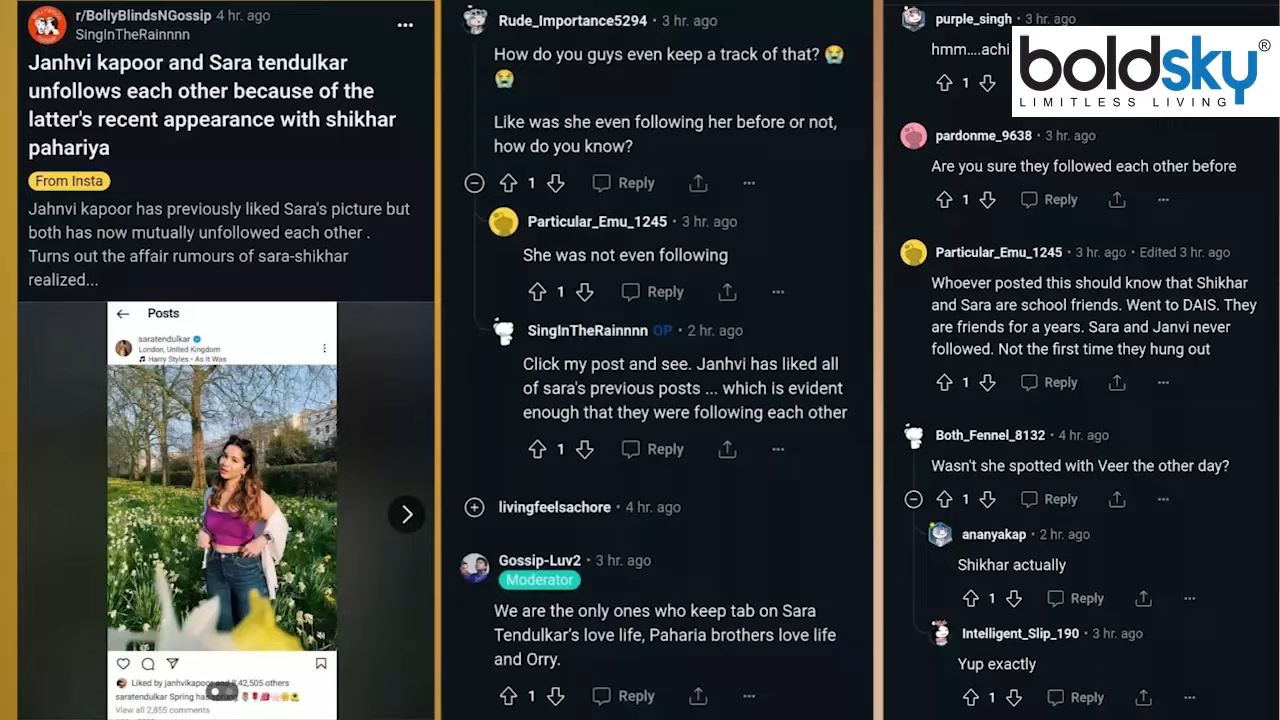 r/BollyBlindsNGossip 4 hr. ago
SingInTheRainnnn
Janhvi kapoor and Sara tendulkar
unfollows each other because of the
latter's recent appearance with shikhar
pahariya
From Insta
Jahnvi kapoor has previously liked Sara's picture but
both has now mutually unfollowed each other .
Turns out the affair rumours of sara-shikhar
realized...
Posts
saratendulkar
London, United Kingdom
Harry Styles • As It Was
Liked by janhvikapoor and 8,42,505 others
saratendulkar Spring has sprung
View all 2,855 comments
Rude_Importance5294 • 3 hr. ago
How do you guys even keep a track of that? 😭
😭
Like was she even following her before or not,
how do you know?
1 Reply
Particular_Emu_1245 • 3 hr. ago
She was not even following
1 Reply
SingInTheRainnnn OP • 2 hr. ago
Click my post and see. Janhvi has liked all
of sara's previous posts ... which is evident
enough that they were following each other
1 Reply
livingfeelsachore • 4 hr. ago
Gossip-Luv2 • 3 hr. ago
Moderator
We are the only ones who keep tab on Sara
Tendulkar's love life, Paharia brothers love life
and Orry.
1 Reply
purple_singh • 3 hr. ago
hmm....achi
1
boldsky®
LIMITLESS LIVING
pardonme_9638 • 3 hr. ago
Are you sure they followed each other before
1 Reply
Particular_Emu_1245 • 3 hr. ago • Edited 3 hr. ago
Whoever posted this should know that Shikhar
and Sara are school friends. Went to DAIS. They
are friends for a years. Sara and Janvi never
followed. Not the first time they hung out
1 Reply
Both_Fennel_8132 • 4 hr. ago
Wasn't she spotted with Veer the other day?
1 Reply
ananyakap • 2 hr. ago
Shikhar actually
1 Reply
Intelligent_Slip_190 • 3 hr. ago
Yup exactly
1 Reply